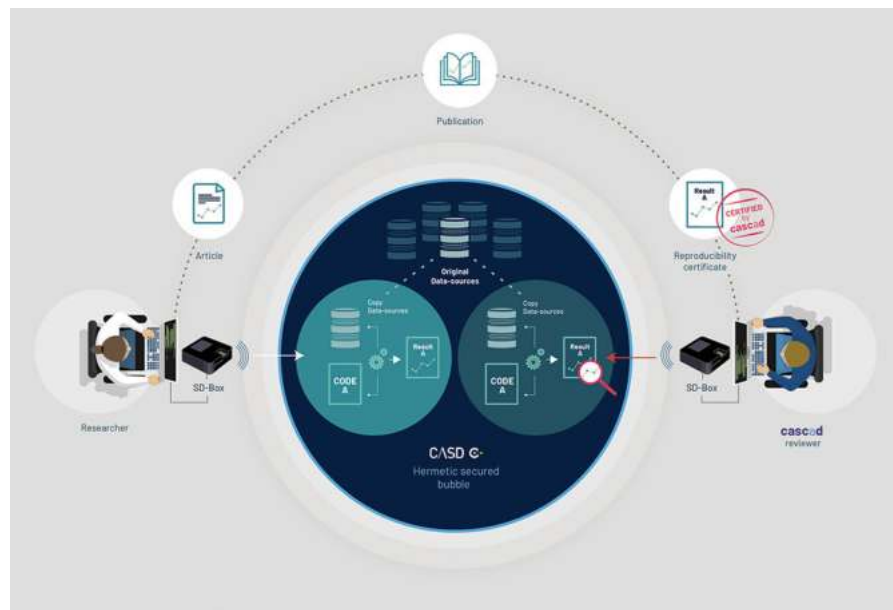 Publication
Article
Result
A
CERTIFIED
by
cascad
Reproducibility
certificate
Original
Data-sources
Copy
Data-sources
CODE
A
Result
A
Copy
Data-sources
CODE
A
Result
A
SD-Box
Researcher
SD-Box
cascad
reviewer
CASD
Hermetic secured
bubble